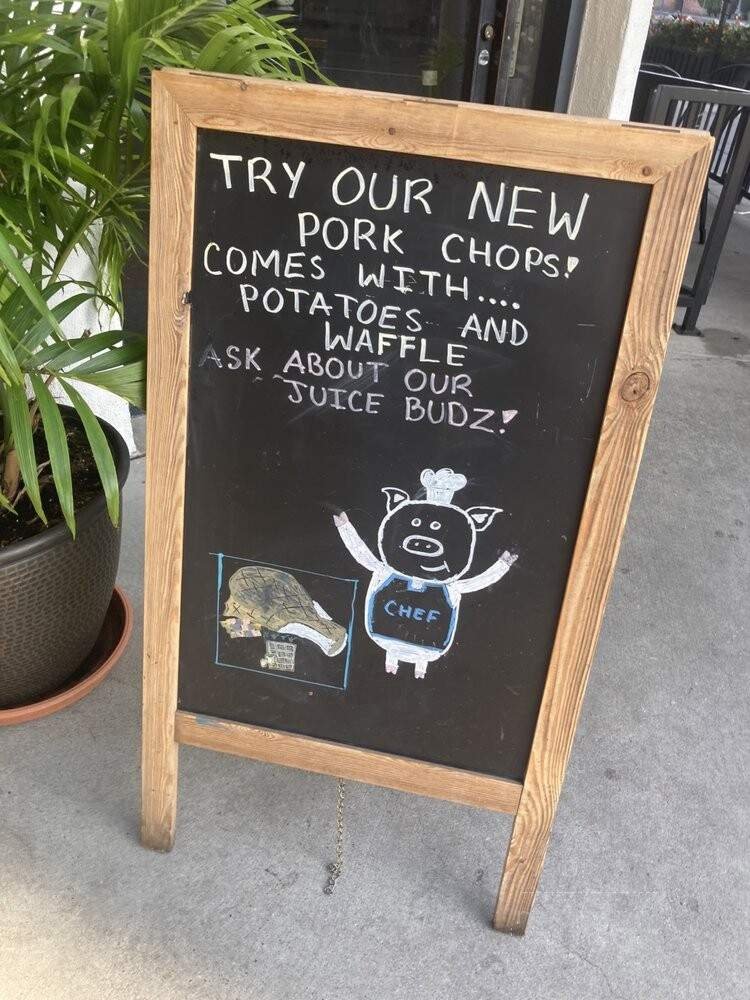 TRY OUR NEW
PORK CHOPS!
COMES WITH....
POTATOES AND
WAFFLE
ASK ABOUT OUR
JUICE BUDZ!
CHEF